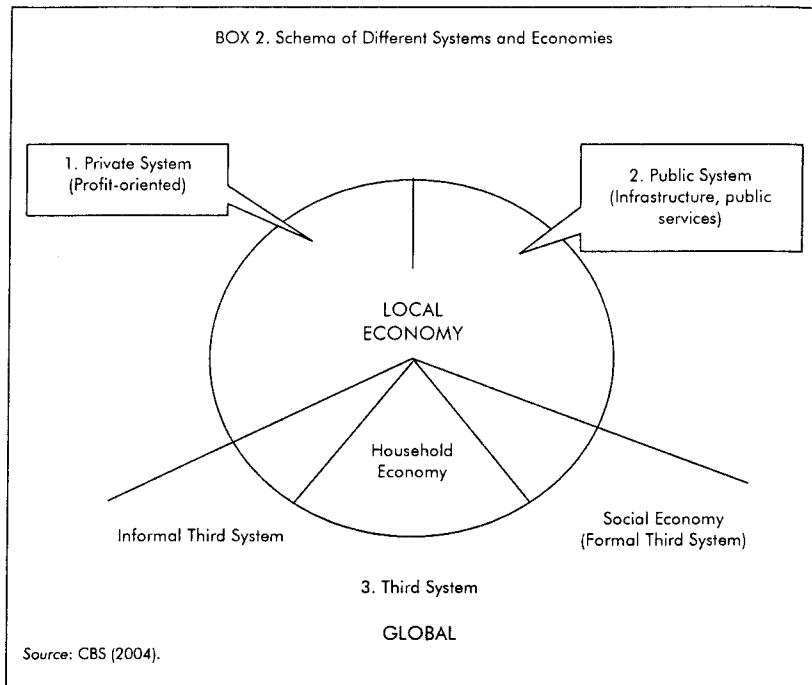 BOX 2. Schema of Different Systems and Economies
1. Private System
(Profit-oriented)
2. Public System
(Infrastructure, public
services)
LOCAL
ECONOMY
Household
Economy
Informal Third System
Social Economy
(Formal Third System)
3. Third System
GLOBAL
Source: CBS (2004).